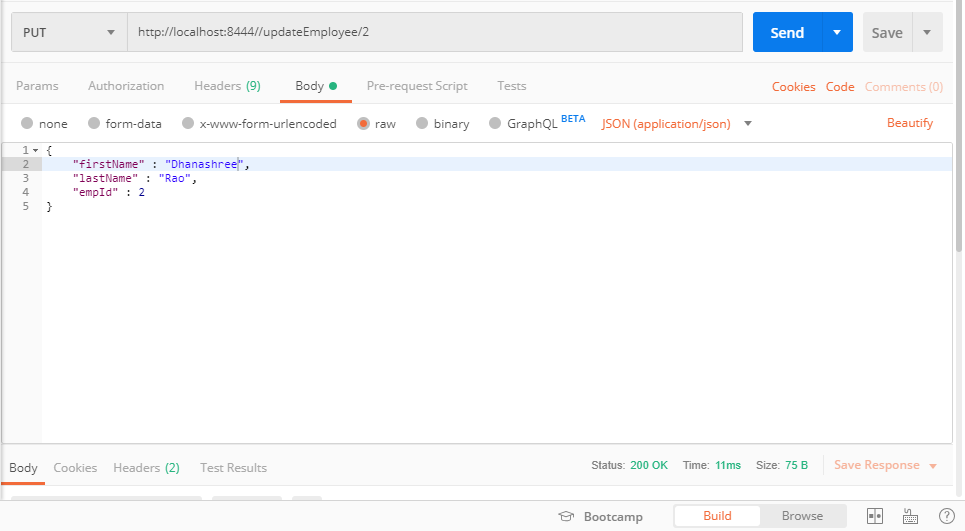 PUT http://localhost:8444//updateEmployee/2 Send Save
Params Authorization Headers (9) Body Pre-request Script Tests Cookies Code Comments (0)
none form-data x-www-form-urlencoded raw binary GraphQL BETA JSON (application/json) Beautify
1 {
2 "firstName" : "Dhanashree",
3 "lastName" : "Rao",
4 "empId" : 2
5 }
Body Cookies Headers (2) Test Results Status: 200 OK Time: 11ms Size: 75 B Save Response
Bootcamp Build Browse ?